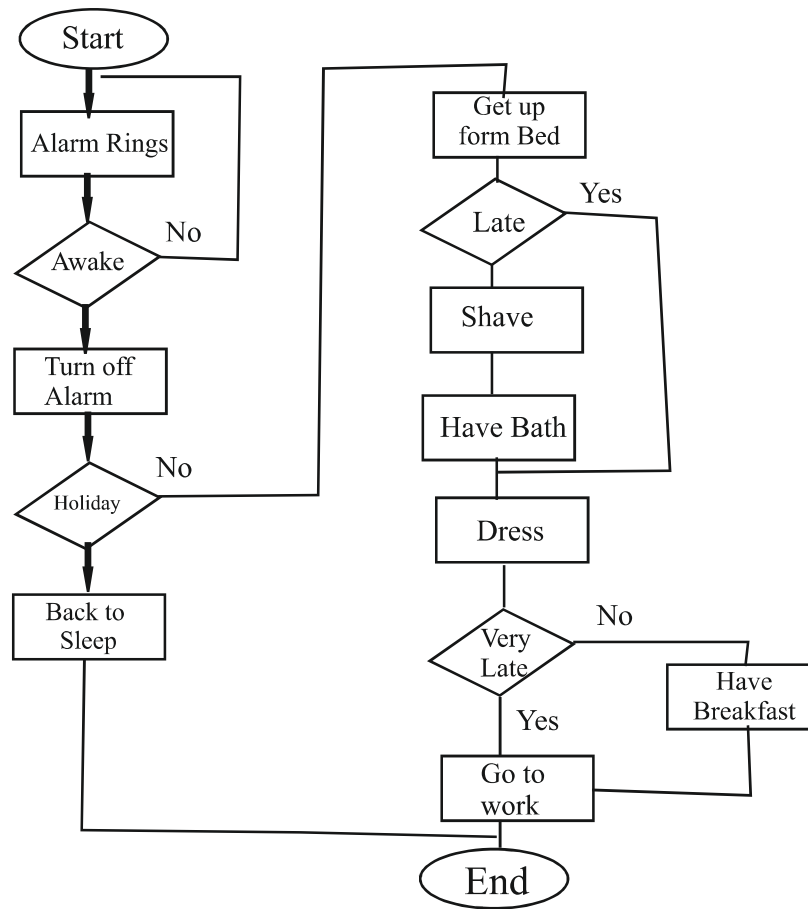 Start
Alarm Rings
No
Awake
Turn off
Alarm
No
Holiday
Back to
Sleep
Get up
form Bed
Yes
Late
Shave
Have Bath
Dress
No
Very
Late
Have
Breakfast
Yes
Go to
work
End